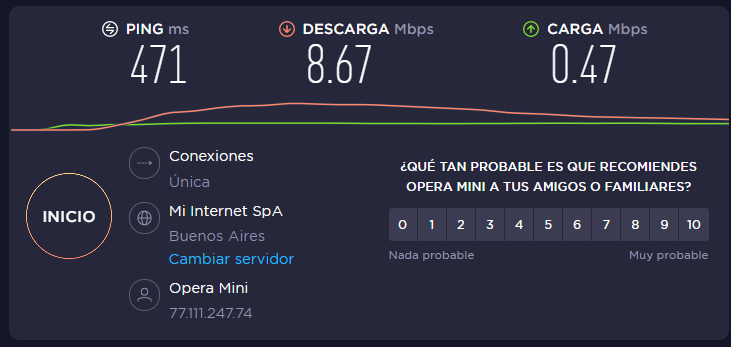 PING ms
471
DESCARGA Mbps
8.67
CARGA Mbps
0.47
INICIO
Conexiones
Única
Mi Internet SpA
Buenos Aires
Cambiar servidor
Opera Mini
77.111.247.74
¿QUÉ TAN PROBABLE ES QUE RECOMIENDES
OPERA MINI A TUS AMIGOS O FAMILIARES?
0 1 2 3 4 5 6 7 8 9 10
Nada probable Muy probable